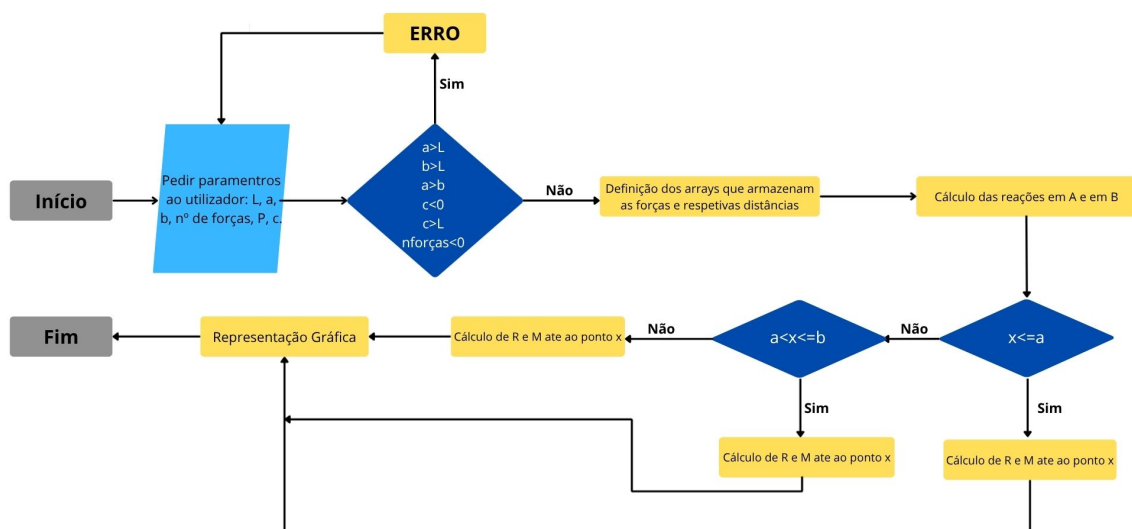 ERRO
Sim
Início
Pedir paramentros
ao utilizador: L, a,
b, nº de forças, P, c.
a>L
b>L
a>b
c<0
c>L
nforças<0
Não
Definição dos arrays que armazenam
as forças e respetivas distâncias
Cálculo das reações em A e em B
x<=a
Não
a<x<=b
Não
Cálculo de R e M ate ao ponto x
Representação Gráfica
Fim
Sim
Cálculo de R e M ate ao ponto x
Sim
Cálculo de R e M ate ao ponto x